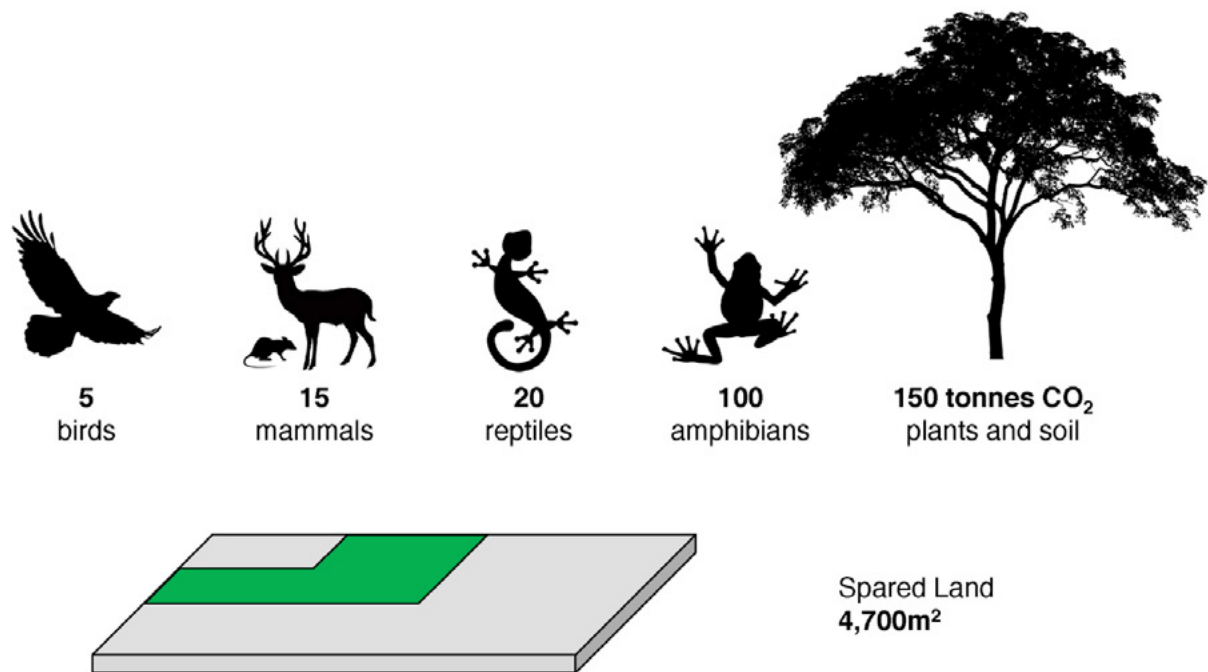 5
birds
15
mammals
20
reptiles
100
amphibians
150 tonnes CO₂
plants and soil
Spared Land
4,700m²